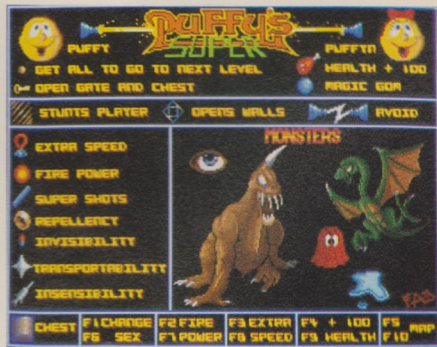 PUFFY'S
SUPER
PUFFY
PUFFYN
GET ALL TO GO TO NEXT LEVEL
HEALTH + 100
OPEN GATE AND CHEST
MAGIC GOM
STUNTS PLAYER
OPENS WALLS
AVOID
EXTRA SPEED
FIRE POWER
SUPER SHOTS
REPELLENCY
INVISIBILITY
TRANSPORTABILITY
INSENSIBILITY
MONSTERS
FAB
CHEST
F1 CHANGE
F6 SEX
F2 FIRE
F7 POWER
F3 EXTRA
F8 SPEED
F4 + 100
F9 HEALTH
F5 MAP
F10